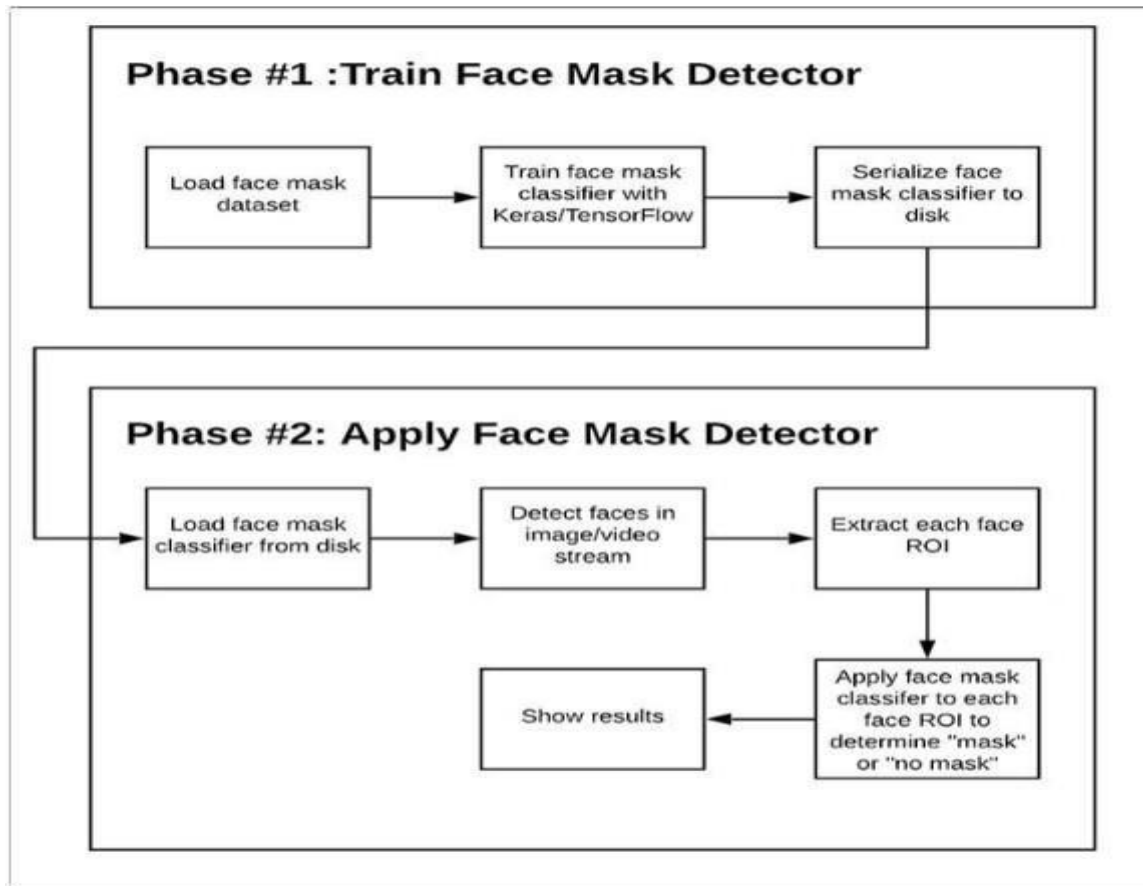 Phase #1 :Train Face Mask Detector
Load face mask
dataset
Train face mask
classifier with
Keras/TensorFlow
Serialize face
mask classifier to
disk
Phase #2: Apply Face Mask Detector
Load face mask
classifier from disk
Detect faces in
image/video
stream
Extract each face
ROI
Apply face mask
classifer to each
face ROI to
determine "mask"
or "no mask"
Show results